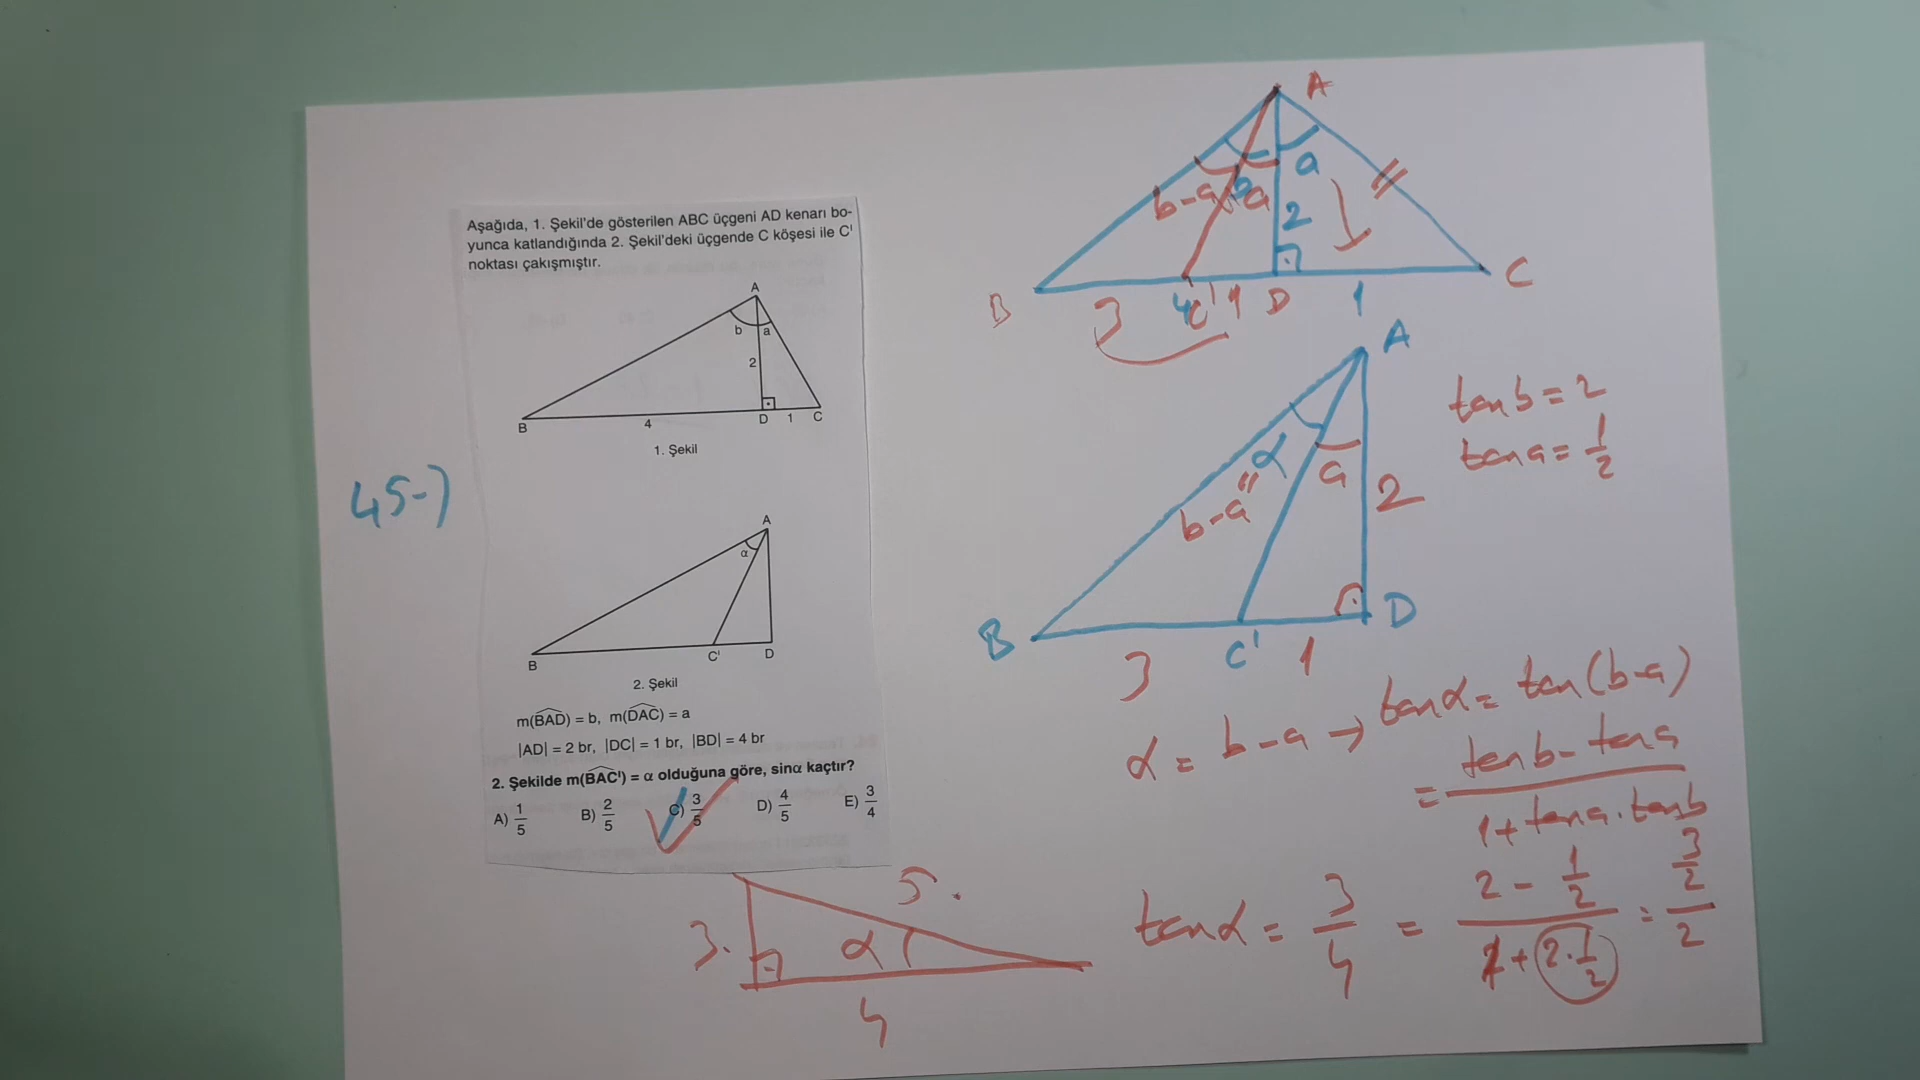 Aşağıda, 1. Şekil'de gösterilen ABC üçgeni AD kenarı bo-
yunca katlandığında 2. Şekil'deki üçgende C köşesi ile C'
noktası çakışmıştır.
A
b a
2
B 4 D 1 C
1. Şekil
45-)
A
α
B C' D
2. Şekil
m(BAD) = b, m(DAC) = a
|AD| = 2 br, |DC| = 1 br, |BD| = 4 br
2. Şekilde m(BAC') = α olduğuna göre, sinα kaçtır?
A) 1/5 B) 2/5 C) 3/5 D) 4/5 E) 3/4
A
b-a a a
2
B 3 C' 1 D 1 C
A
α a
b-a
2
B C' D
3 1
tan b = 2
tan a = 1/2
α = b-a → tanα = tan(b-a)
= (tan b - tan a)/(1 + tan a . tan b)
tanα = 3/4 = (2 - 1/2)/(1 + 2.1/2) = (3/2)/2
3. 5.
α
4